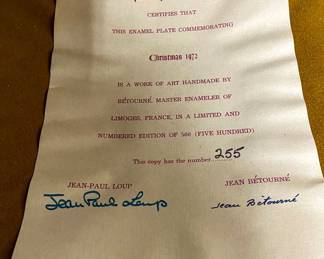 CERTIFIES THAT
THIS ENAMEL PLATE COMMEMORATING
Christmas 1972
IS A WORK OF ART HANDMADE BY
BÉTOURNÉ, MASTER ENAMELER OF
LIMOGES, FRANCE, IN A LIMITED AND
NUMBERED EDITION OF 500 (FIVE HUNDRED)
This copy has the number 255
JEAN-PAUL LOUP JEAN BÉTOURNÉ
Jean Paul Loup Jean Bétourné